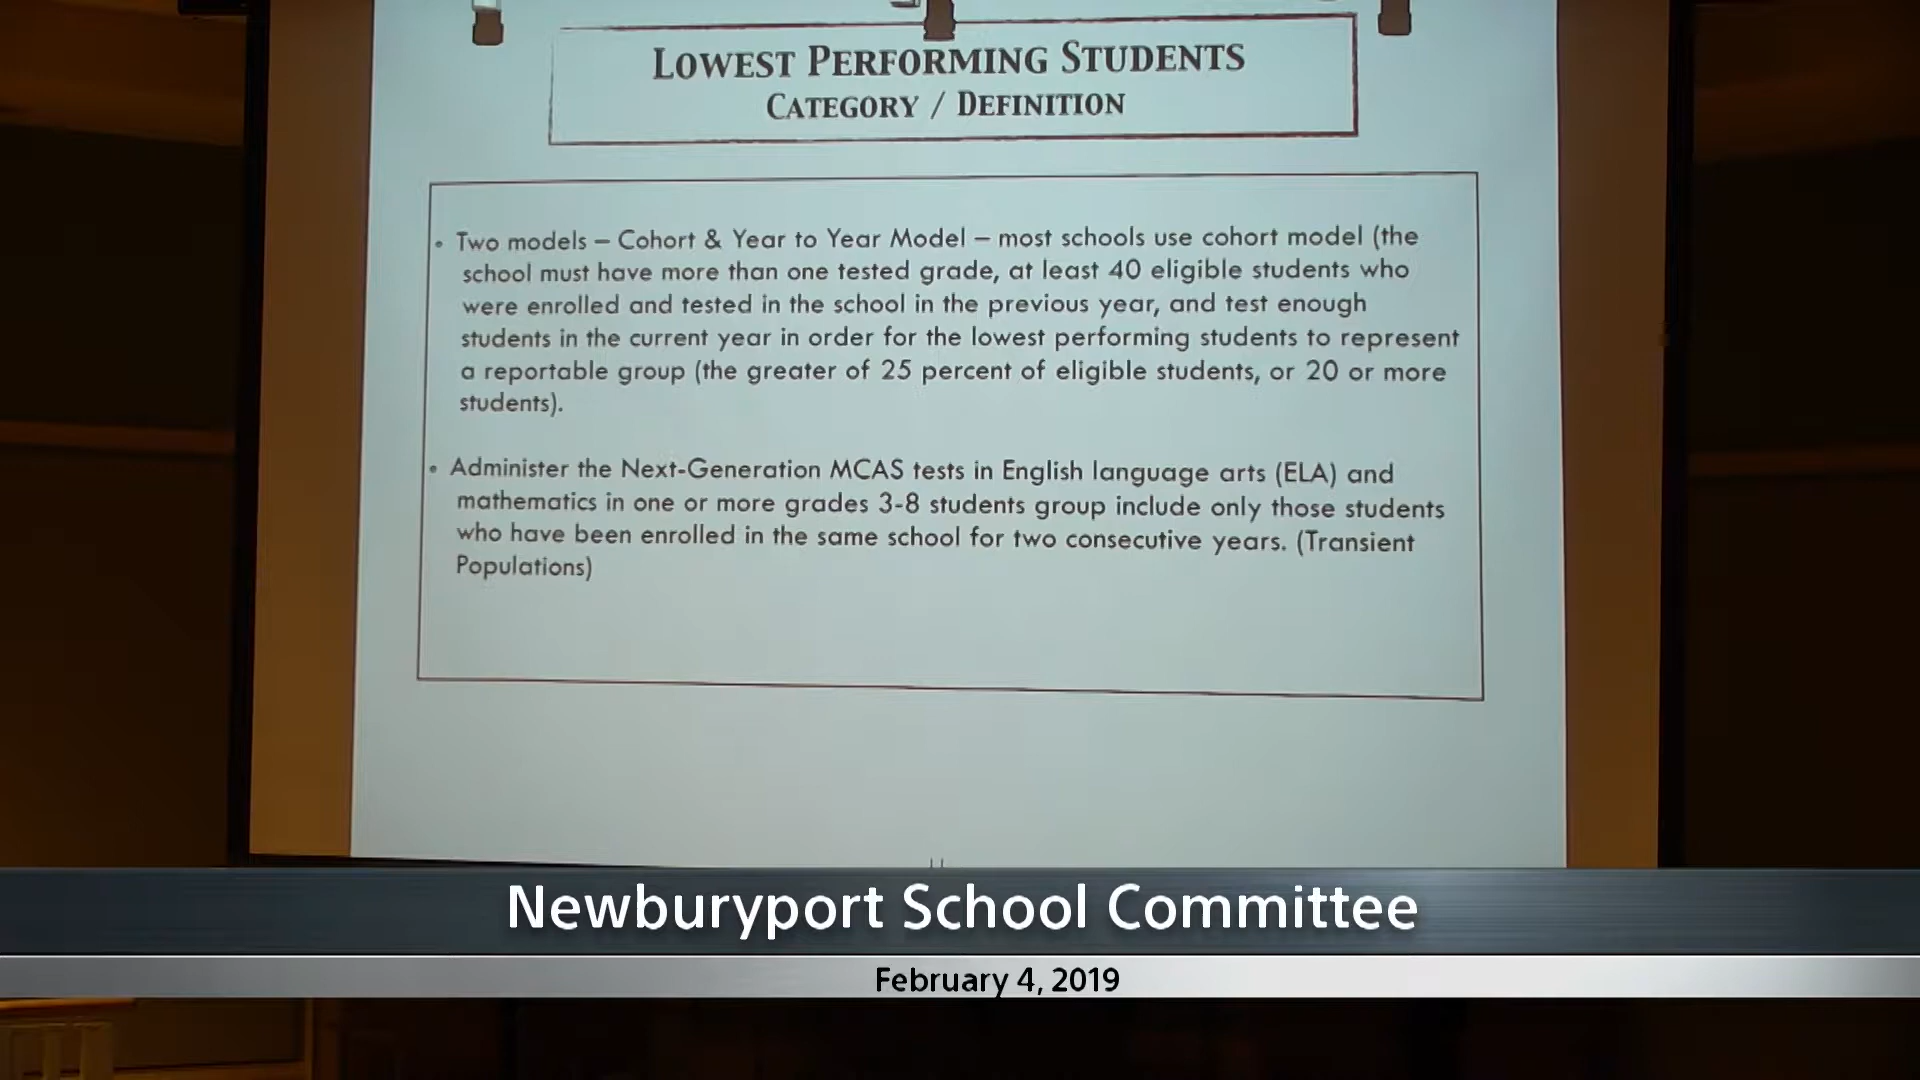 LOWEST PERFORMING STUDENTS
CATEGORY / DEFINITION
• Two models – Cohort & Year to Year Model – most schools use cohort model (the
school must have more than one tested grade, at least 40 eligible students who
were enrolled and tested in the school in the previous year, and test enough
students in the current year in order for the lowest performing students to represent
a reportable group (the greater of 25 percent of eligible students, or 20 or more
students).
• Administer the Next-Generation MCAS tests in English language arts (ELA) and
mathematics in one or more grades 3-8 students group include only those students
who have been enrolled in the same school for two consecutive years. (Transient
Populations)
Newburyport School Committee
February 4, 2019